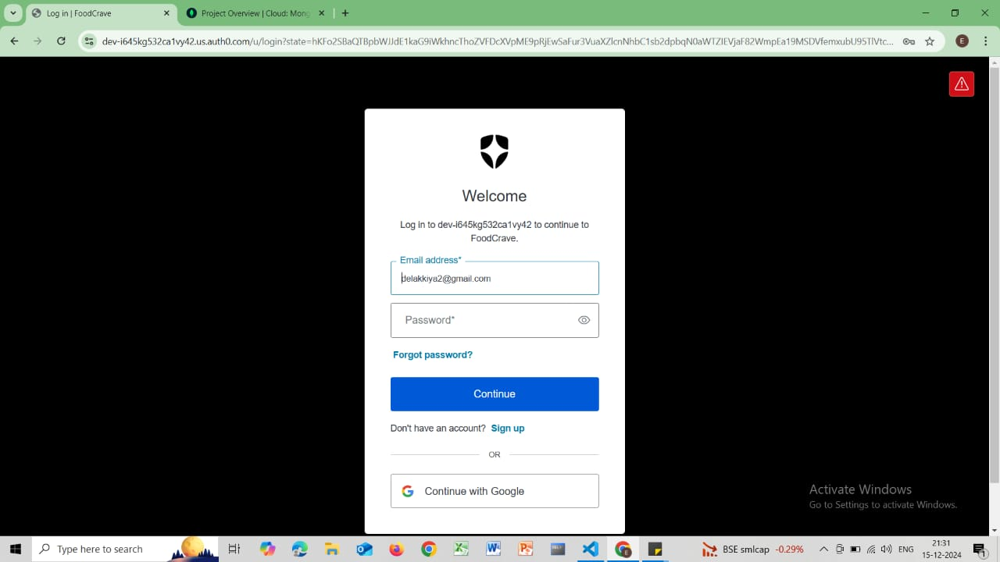 Log in | FoodCrave
Project Overview | Cloud: Mong
dev-i645kg532ca1vy42.us.auth0.com/u/login?state=hKFo2SBaQTBpbWJJdE1kaG9iWkhncThoZVFDcXVpME9pRjEwSaFur3VuaXZlcnNhbC1sb2dpbqN0aWTZIEVjaF82WmpEa19MSDVfemxubU95TlVtc...
E
Welcome
Log in to dev-i645kg532ca1vy42 to continue to
FoodCrave.
Email address*
delakkiya2@gmail.com
Password*
Forgot password?
Continue
Don't have an account? Sign up
OR
Continue with Google
Activate Windows
Go to Settings to activate Windows.
Type here to search
BSE smlcap -0.29%
ENG
21:31
15-12-2024
1